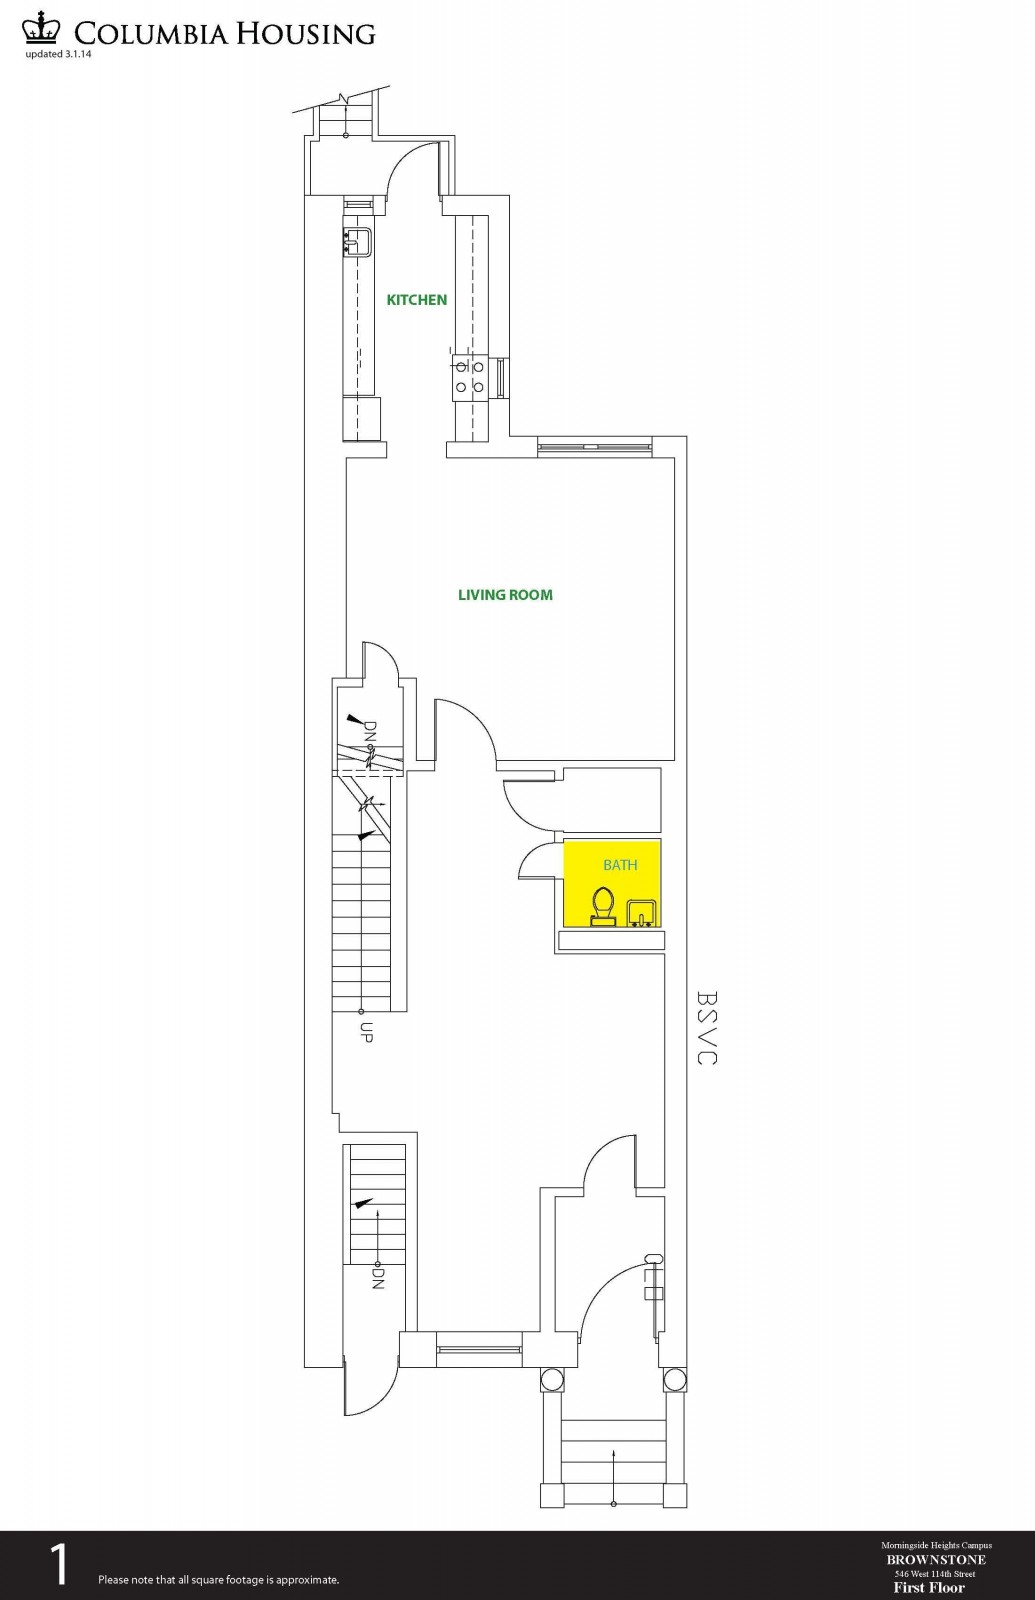 COLUMBIA HOUSING
updated 3.1.14
KITCHEN
LIVING ROOM
DN
BATH
BSVC
UP
DN
1
Please note that all square footage is approximate.
Morningside Heights Campus
BROWNSTONE
546 West 114th Street
First Floor